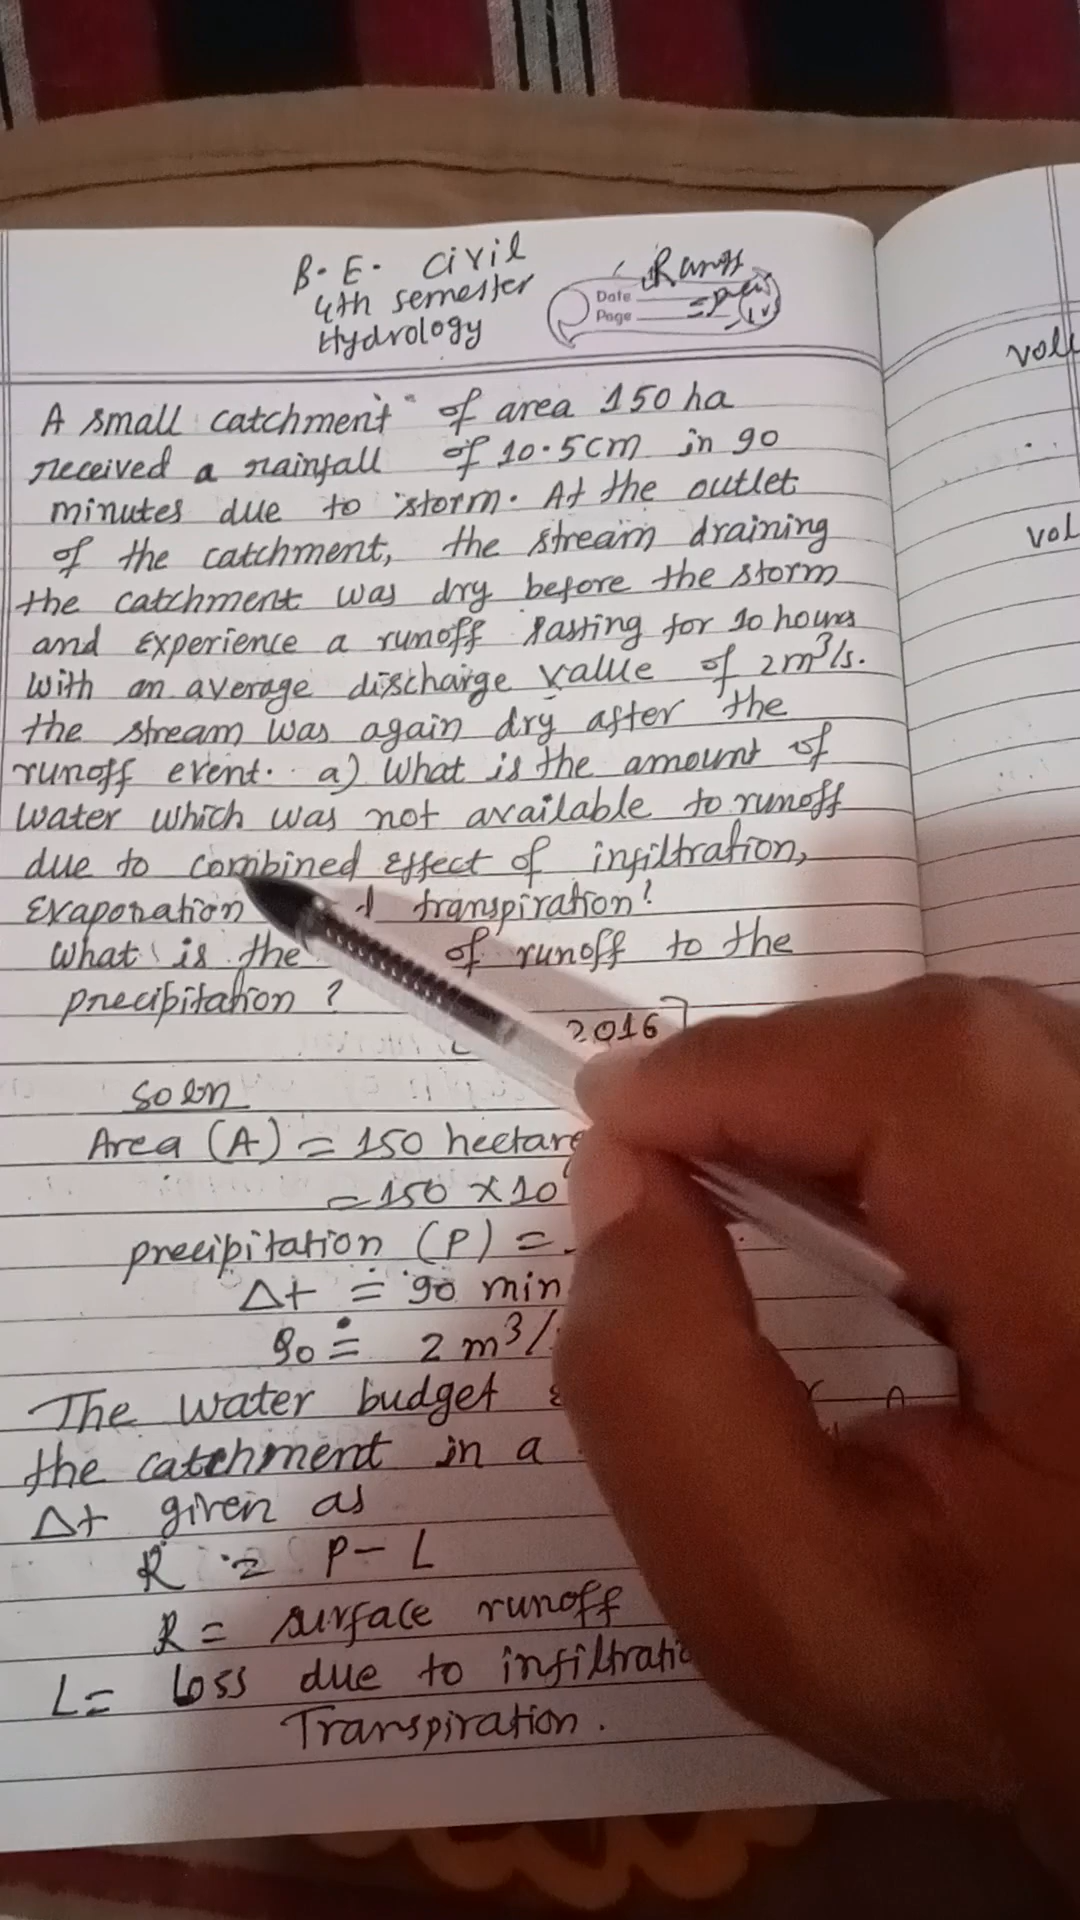 B.E. Civil
4th semester
Hydrology
Date
Page
A small catchment of area 150 ha
received a rainfall of 10.5cm in 90
minutes due to storm. At the outlet
of the catchment, the stream draining
the catchment was dry before the storm
and experience a runoff lasting for 10 hours
with an average discharge value of 2m³/s.
the stream was again dry after the
runoff event. a) What is the amount of
water which was not available to runoff
due to combined effect of infiltration,
Evaporation transpiration?
What is the of runoff to the
precipitation ?
2016]
Soln
Area (A) = 150 hectare
= 150 x 10
precipitation (P) =
Δt = 90 min
= 2 m³/
The water budget
the catchment in a
Δt given as
R = P - L
R = surface runoff
L = Loss due to infiltratio
Transpiration.
volu
vol